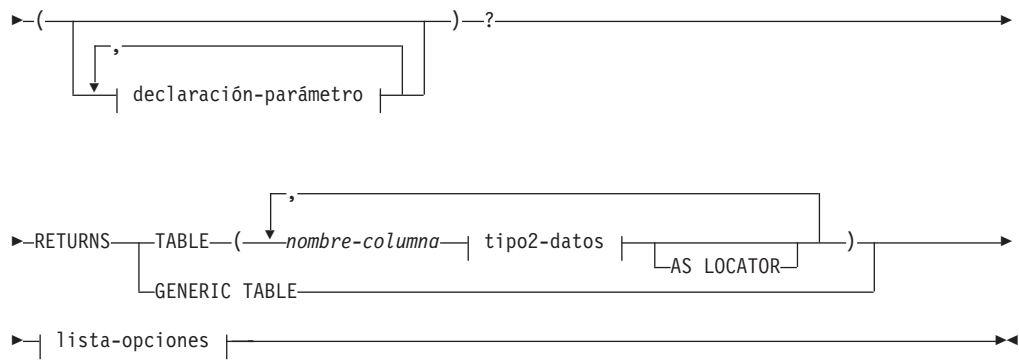 ( ) ?
,
declaración-parámetro
,
RETURNS TABLE ( nombre-columna tipo2-datos )
AS LOCATOR
GENERIC TABLE
lista-opciones